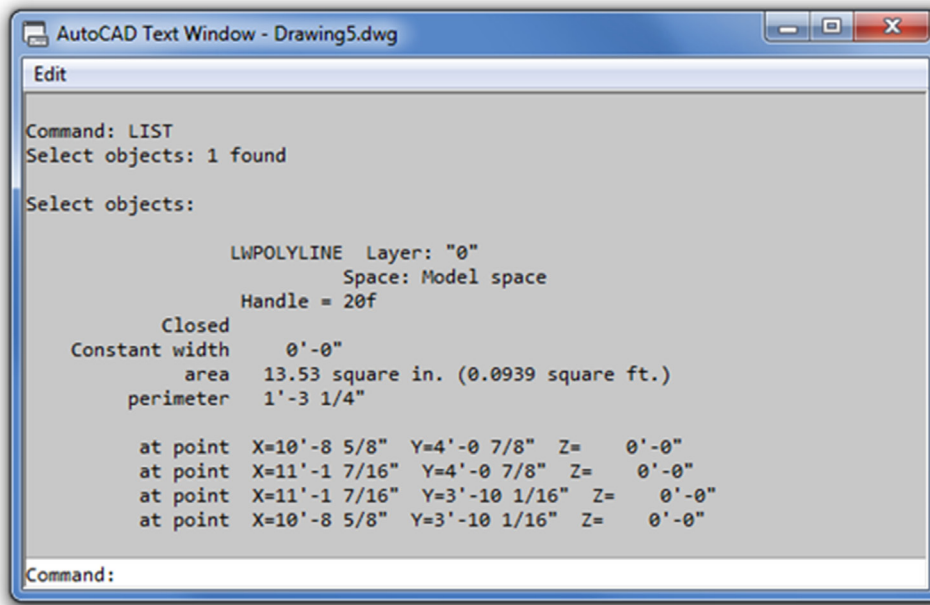 AutoCAD Text Window - Drawing5.dwg
Edit
Command: LIST
Select objects: 1 found
Select objects:
LWPOLYLINE  Layer: "0"
Space: Model space
Handle = 20f
Closed
Constant width    0'-0"
area   13.53 square in. (0.0939 square ft.)
perimeter   1'-3 1/4"
at point  X=10'-8 5/8"  Y=4'-0 7/8"  Z=    0'-0"
at point  X=11'-1 7/16"  Y=4'-0 7/8"  Z=    0'-0"
at point  X=11'-1 7/16"  Y=3'-10 1/16"  Z=    0'-0"
at point  X=10'-8 5/8"  Y=3'-10 1/16"  Z=    0'-0"
Command: